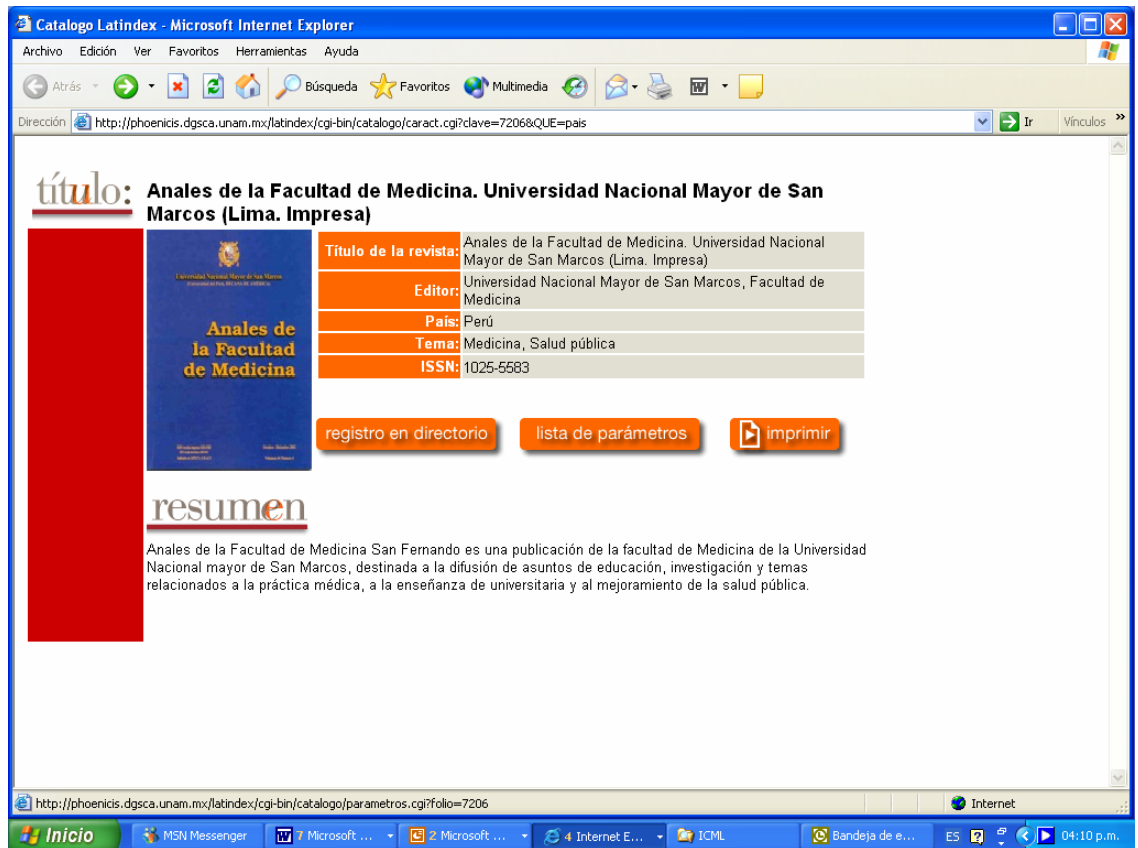 Catalogo Latindex - Microsoft Internet Explorer
Archivo Edición Ver Favoritos Herramientas Ayuda
Atrás Búsqueda Favoritos Multimedia
Dirección http://phoenicis.dgsca.unam.mx/latindex/cgi-bin/catalogo/caract.cgi?clave=7206&QUE=pais Ir Vínculos »
título: Anales de la Facultad de Medicina. Universidad Nacional Mayor de San
Marcos (Lima. Impresa)
Universidad Nacional Mayor de San Marcos
Anales de
la Facultad
de Medicina
Título de la revista: Anales de la Facultad de Medicina. Universidad Nacional
Mayor de San Marcos (Lima. Impresa)
Editor: Universidad Nacional Mayor de San Marcos, Facultad de
Medicina
País: Perú
Tema: Medicina, Salud pública
ISSN: 1025-5583
registro en directorio lista de parámetros imprimir
resumen
Anales de la Facultad de Medicina San Fernando es una publicación de la facultad de Medicina de la Universidad
Nacional mayor de San Marcos, destinada a la difusión de asuntos de educación, investigación y temas
relacionados a la práctica médica, a la enseñanza de universitaria y al mejoramiento de la salud pública.
http://phoenicis.dgsca.unam.mx/latindex/cgi-bin/catalogo/parametros.cgi?folio=7206 Internet
Inicio MSN Messenger 7 Microsoft ... 2 Microsoft ... 4 Internet E... ICML Bandeja de e... ES 04:10 p.m.